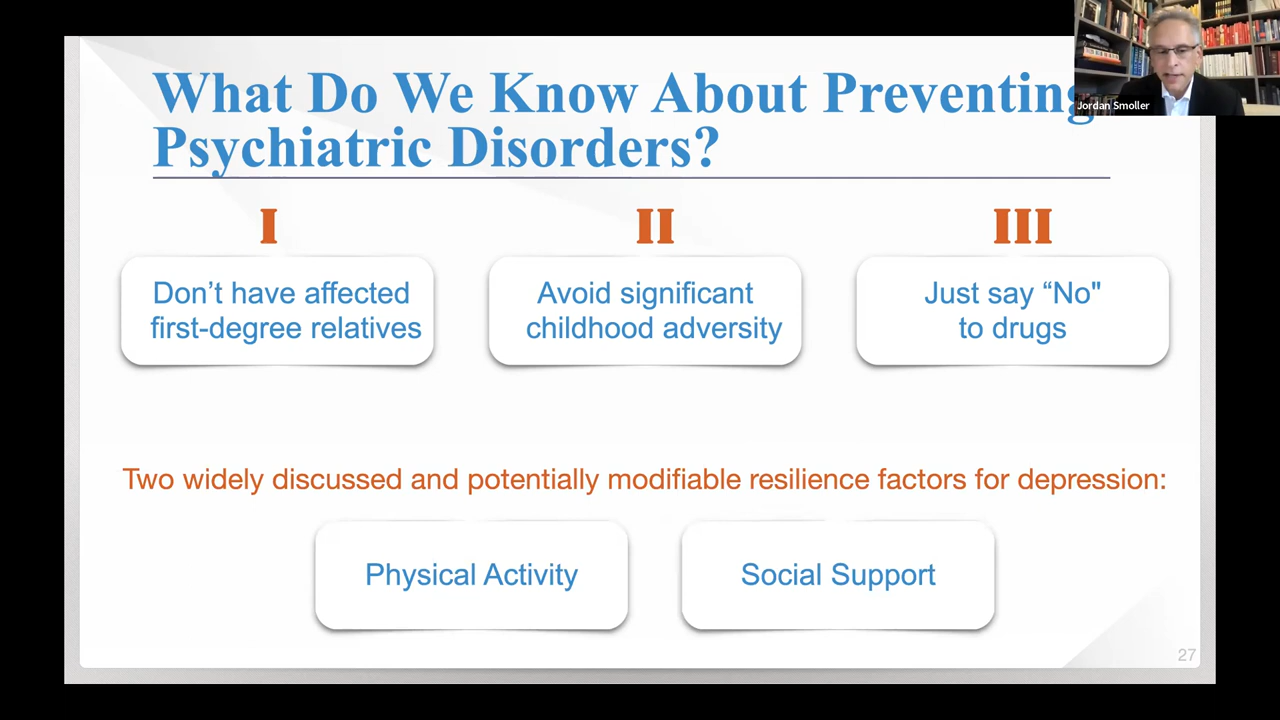 What Do We Know About Preventing
Psychiatric Disorders?
Jordan Smoller
I
II
III
Don’t have affected
first-degree relatives
Avoid significant
childhood adversity
Just say “No"
to drugs
Two widely discussed and potentially modifiable resilience factors for depression:
Physical Activity
Social Support
27